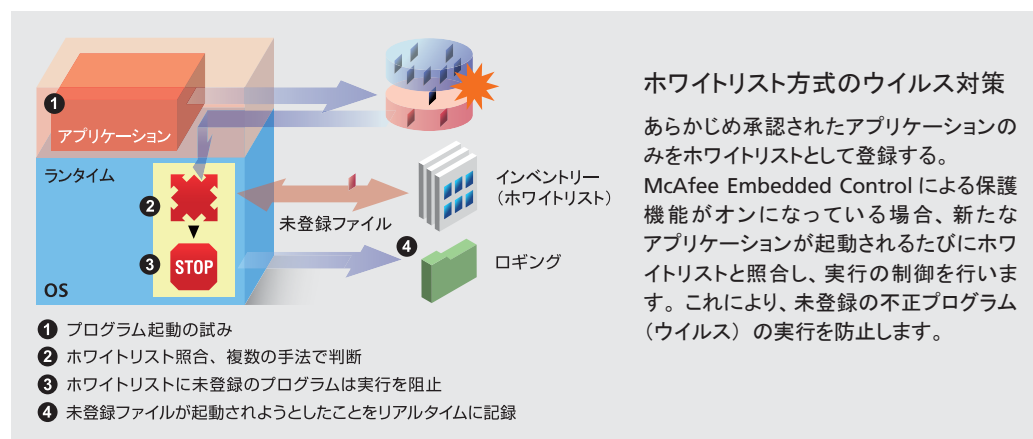 ❶
アプリケーション
ランタイム
❷
❸
STOP
OS
未登録ファイル
❹
インベントリー
（ホワイトリスト）
ロギング
❶ プログラム起動の試み
❷ ホワイトリスト照合、複数の手法で判断
❸ ホワイトリストに未登録のプログラムは実行を阻止
❹ 未登録ファイルが起動されようとしたことをリアルタイムに記録
ホワイトリスト方式のウイルス対策
あらかじめ承認されたアプリケーションの
みをホワイトリストとして登録する。
McAfee Embedded Control による保護
機能がオンになっている場合、新たな
アプリケーションが起動されるたびにホワ
イトリストと照合し、実行の制御を行いま
す。これにより、未登録の不正プログラム
（ウイルス）の実行を防止します。